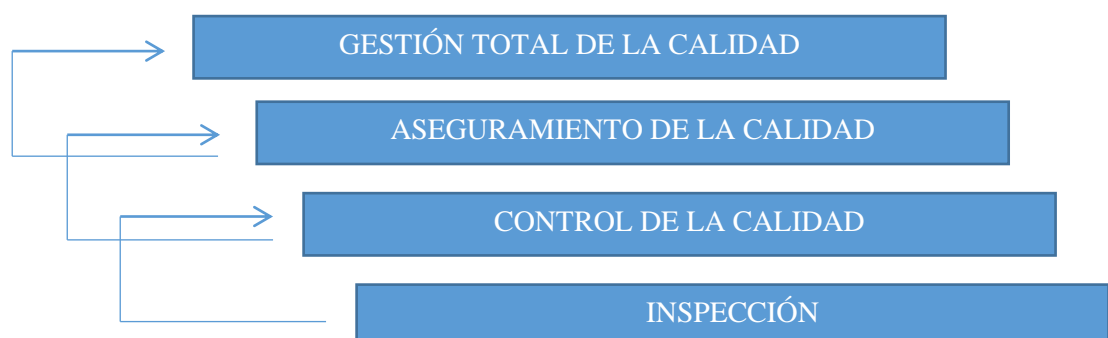 GESTIÓN TOTAL DE LA CALIDAD
ASEGURAMIENTO DE LA CALIDAD
CONTROL DE LA CALIDAD
INSPECCIÓN